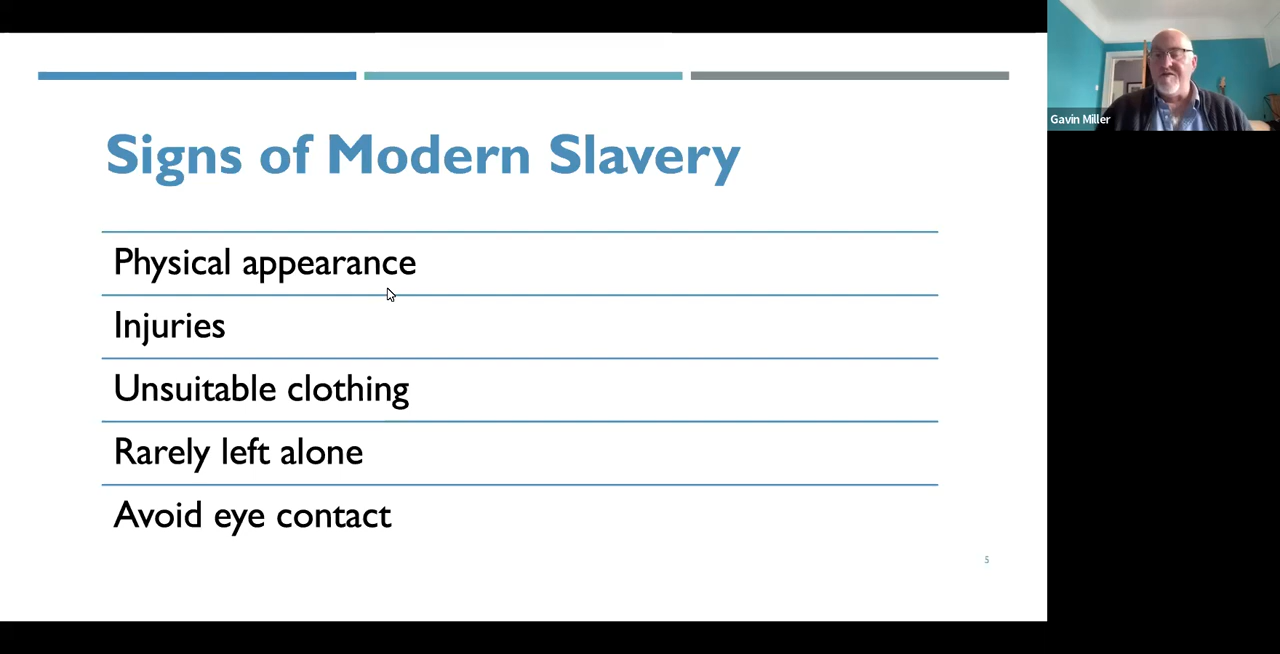 Signs of Modern Slavery
Physical appearance
Injuries
Unsuitable clothing
Rarely left alone
Avoid eye contact
5
Gavin Miller